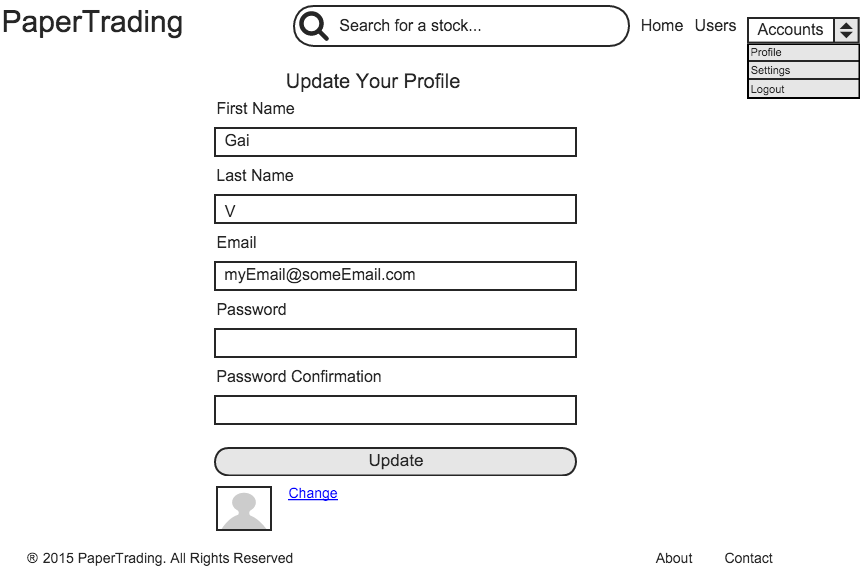 PaperTrading
Search for a stock...
Home Users Accounts
Profile
Settings
Logout
Update Your Profile
First Name
Gai
Last Name
V
Email
myEmail@someEmail.com
Password
Password Confirmation
Update
Change
® 2015 PaperTrading. All Rights Reserved
About Contact